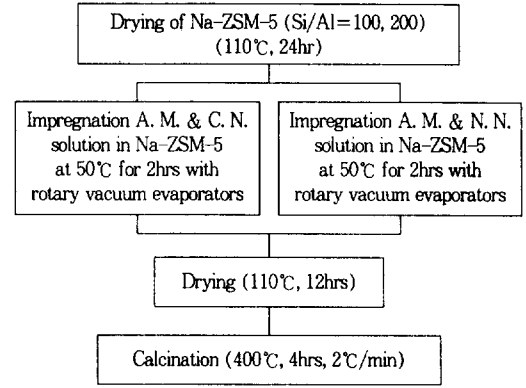 Drying of Na-ZSM-5 (Si/Al=100, 200)
(110℃, 24hr)
Impregnation A. M. & C. N.
solution in Na-ZSM-5
at 50℃ for 2hrs with
rotary vacuum evaporators
Impregnation A. M. & N. N.
solution in Na-ZSM-5
at 50℃ for 2hrs with
rotary vacuum evaporators
Drying (110℃, 12hrs)
Calcination (400℃, 4hrs, 2℃/min)